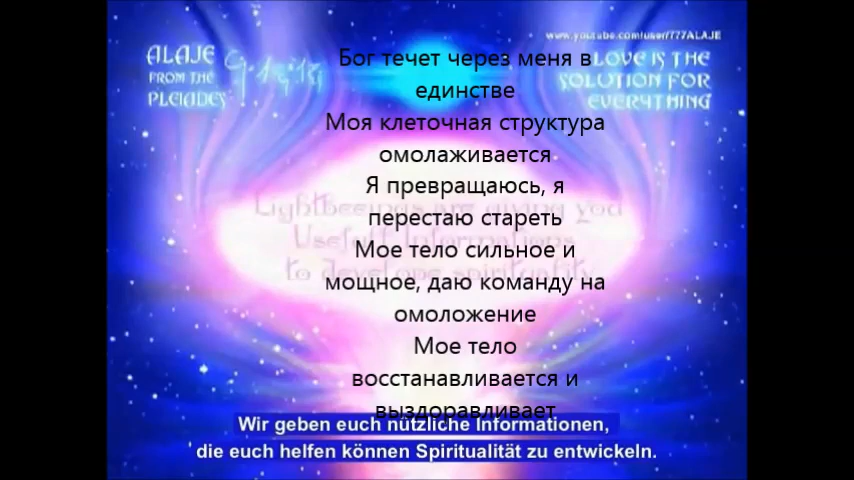 www.youtube.com/user/777ALAJE
ALAJE
FROM THE
PLEIADES
LOVE IS THE
SOLUTION FOR
EVERYTHING
Бог течет через меня в
единстве
Моя клеточная структура
омолаживается
Я превращаюсь, я
перестаю стареть
Мое тело сильное и
мощное, даю команду на
омоложение
Мое тело
восстанавливается и
выздоравливает
Lightbeeings are giving you
Usefull Informations
to develope spirituality
Wir geben euch nützliche Informationen,
die euch helfen können Spiritualität zu entwickeln.